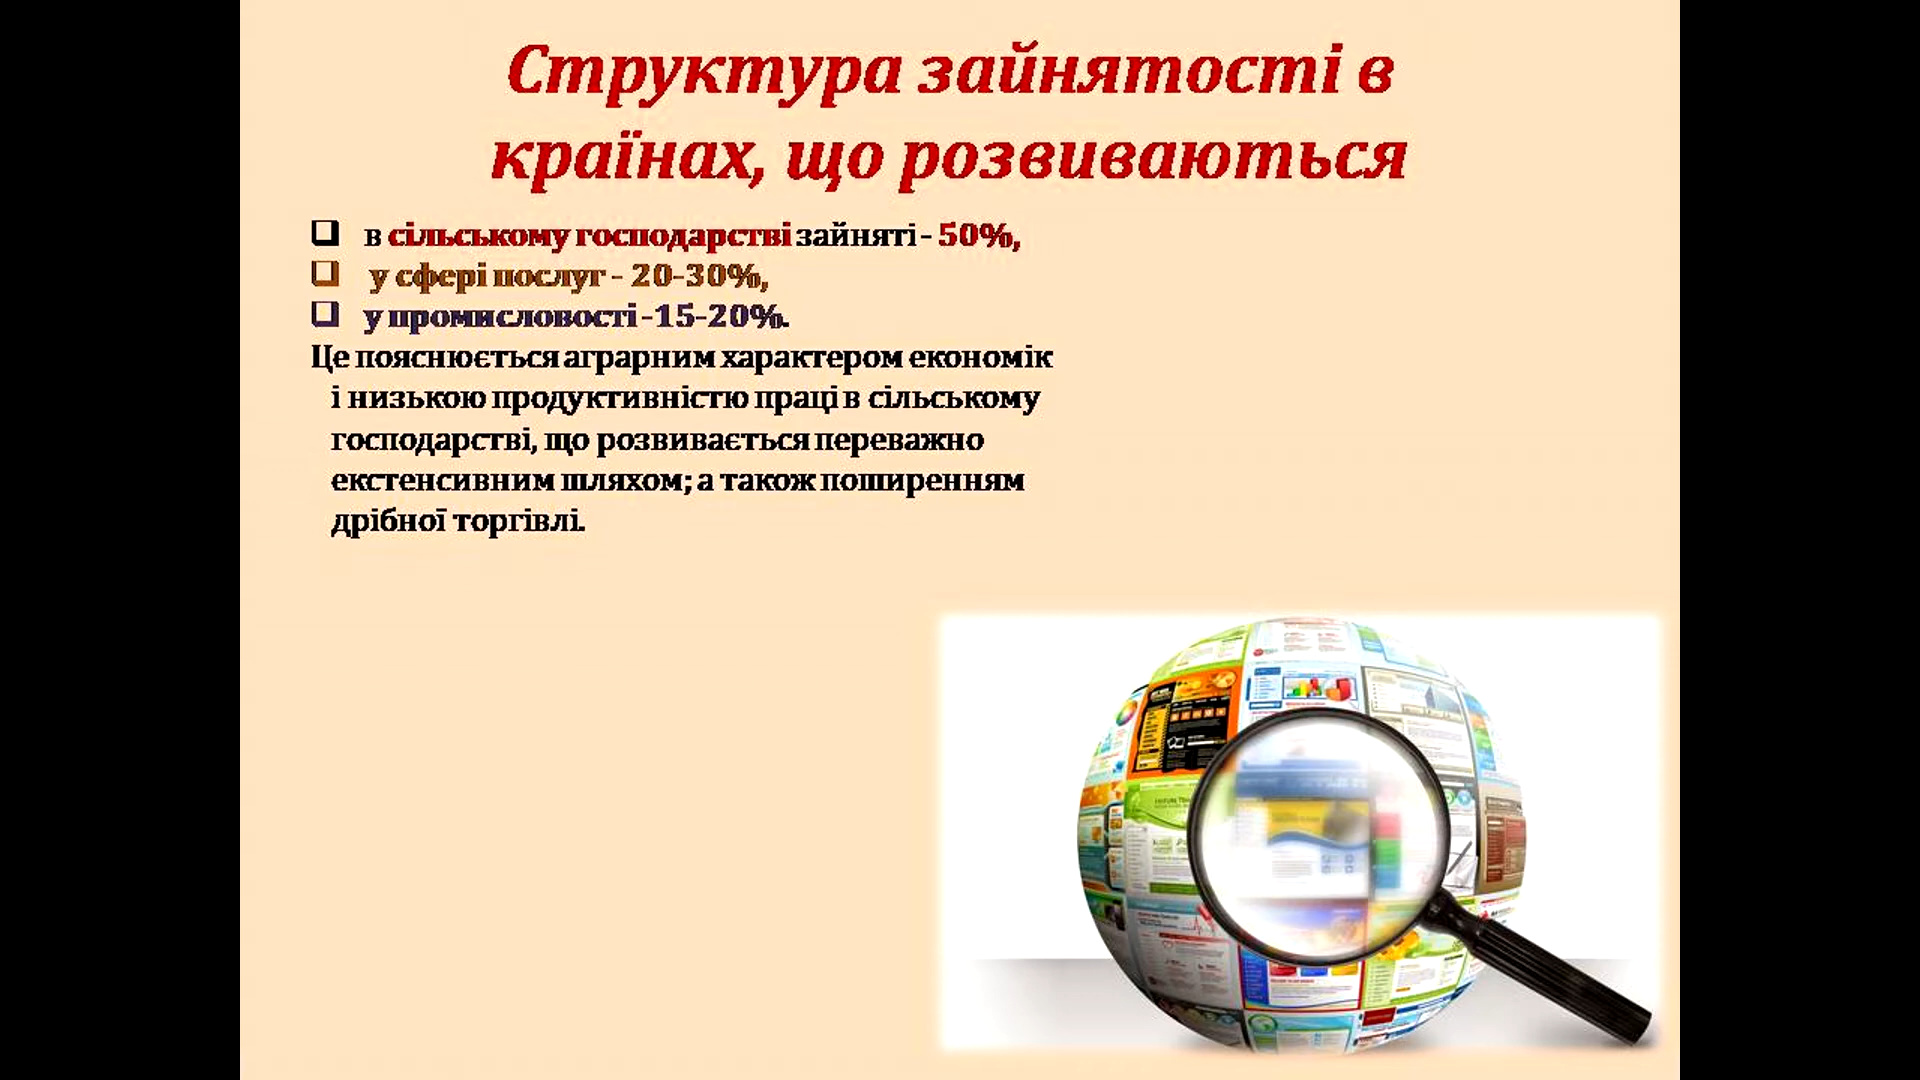 Структура зайнятості в
країнах, що розвиваються
в сільському господарстві зайняті - 50%,
у сфері послуг - 20-30%,
у промисловості -15-20%.
Це пояснюється аграрним характером економік
і низькою продуктивністю праці в сільському
господарстві, що розвивається переважно
екстенсивним шляхом; а також поширенням
дрібної торгівлі.